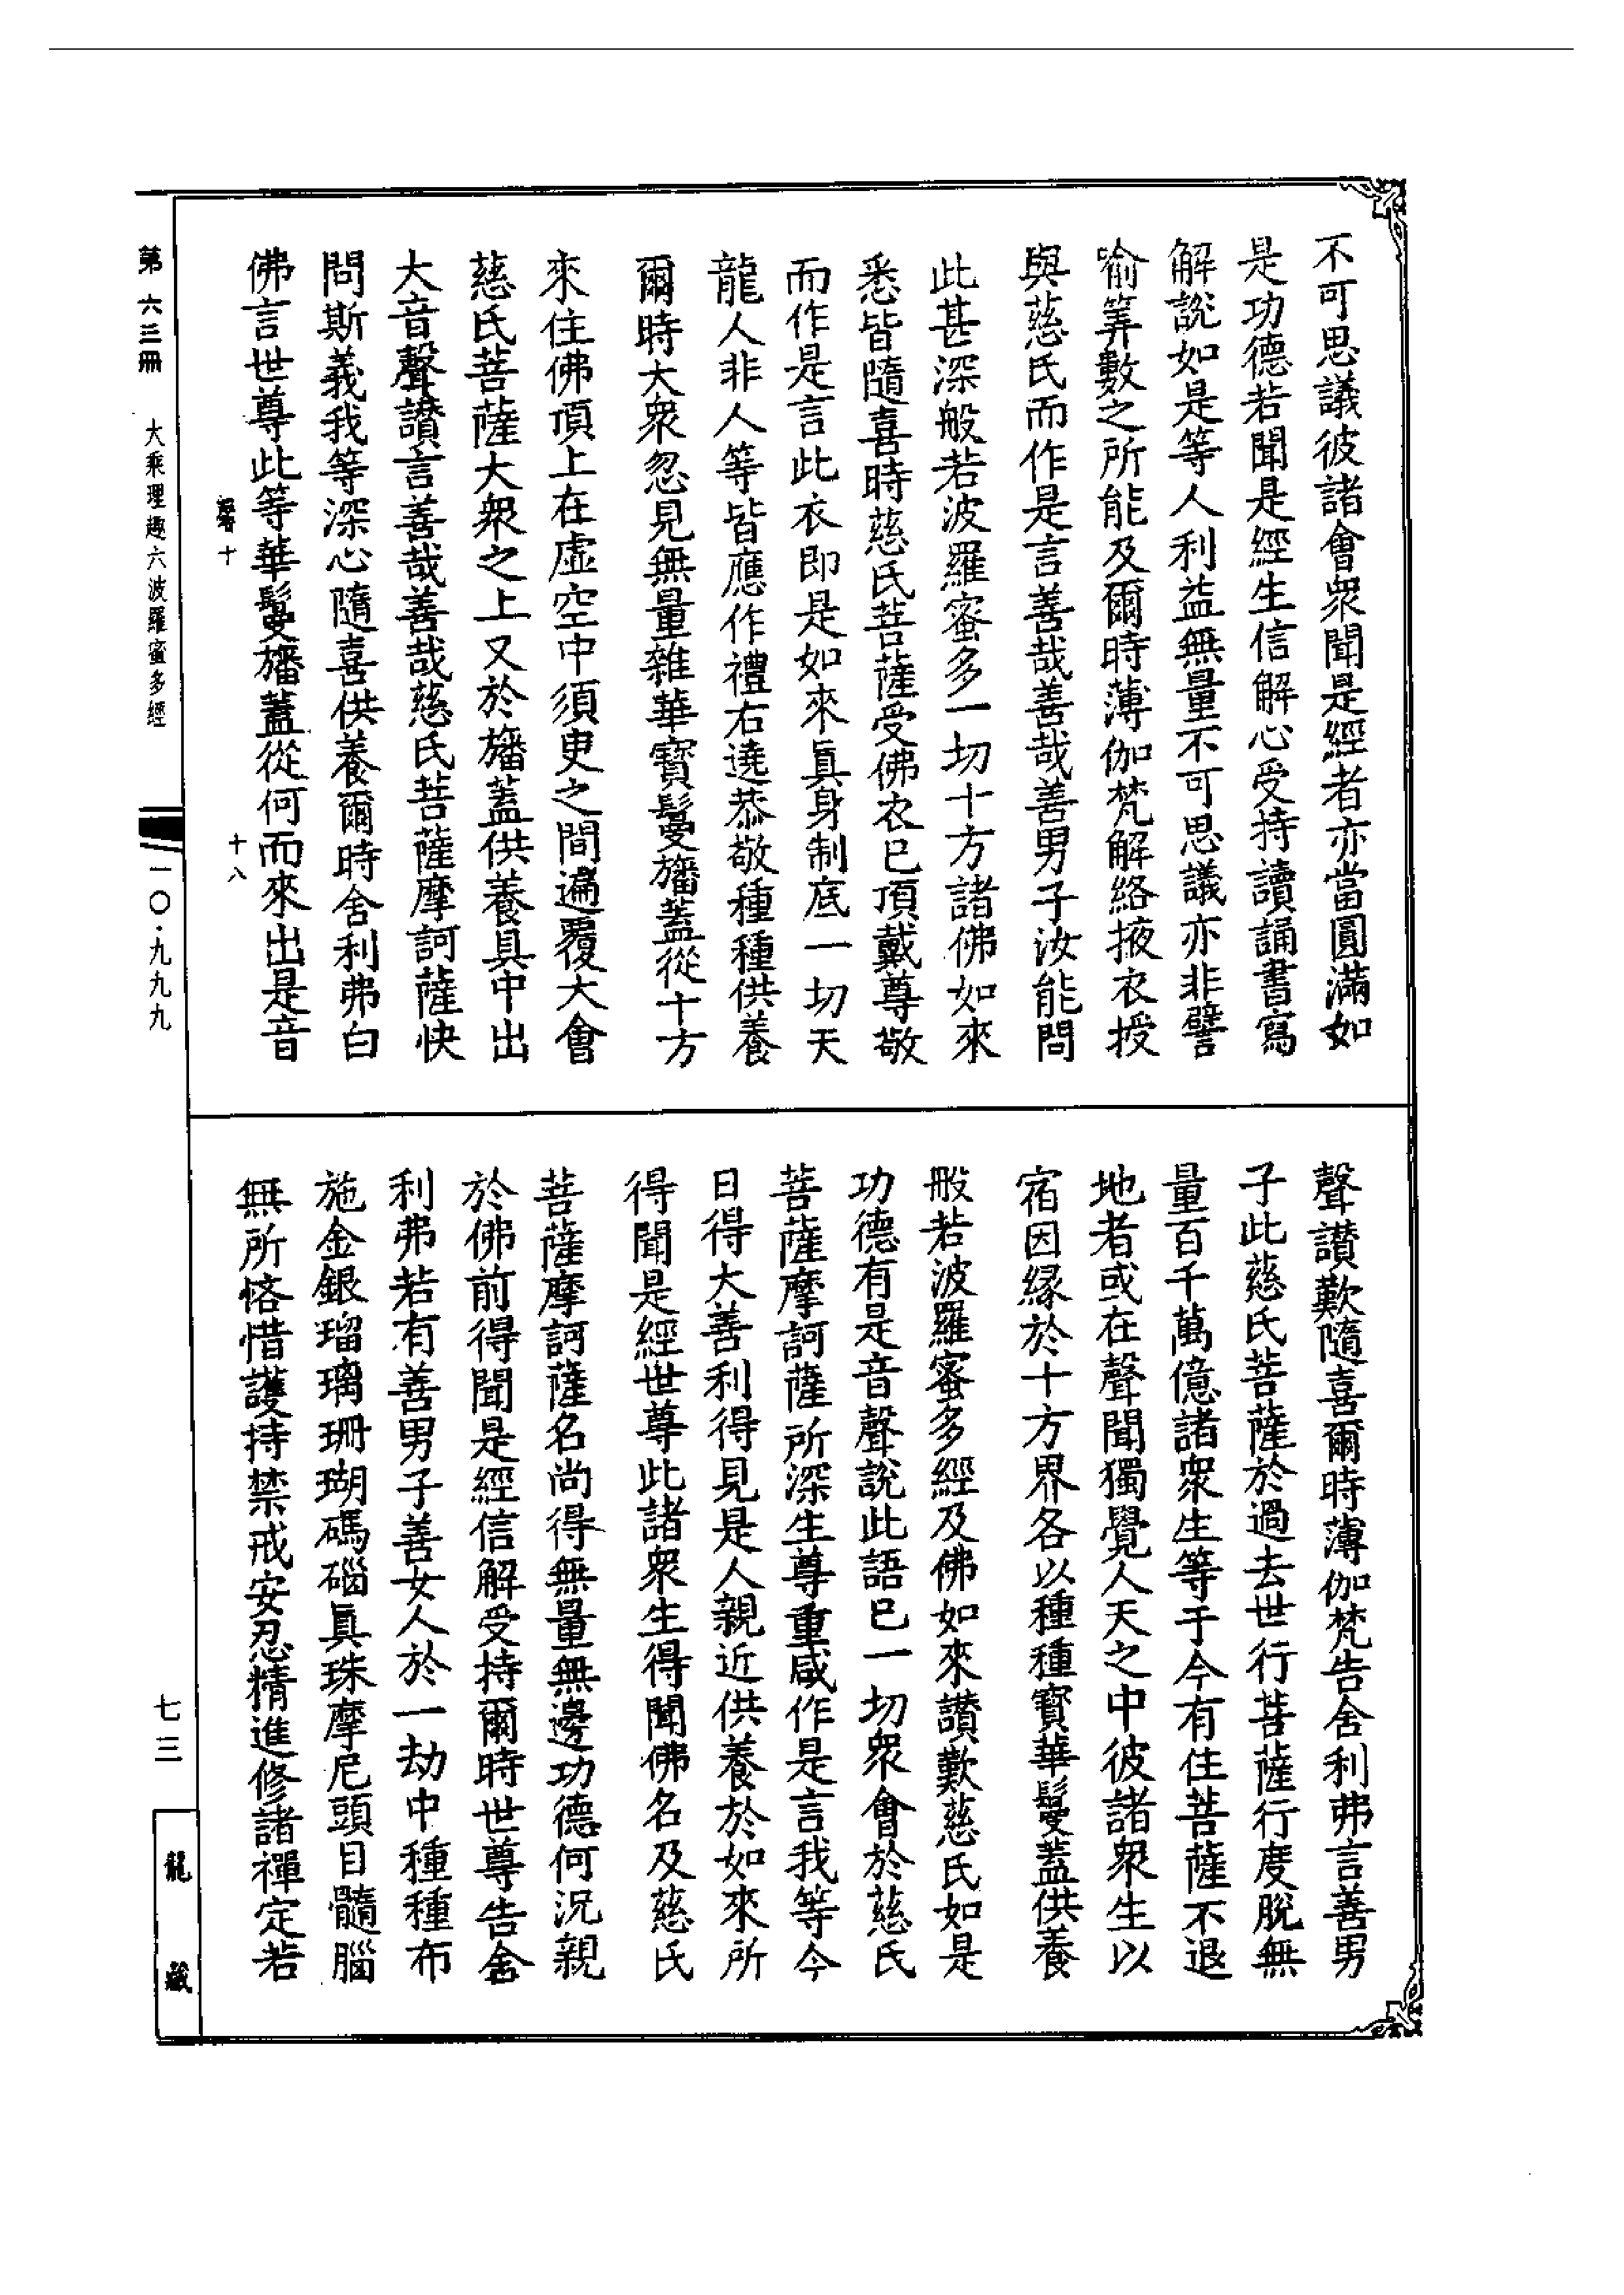 不可思議彼諸會衆聞是經者亦當圓滿如
是功德若聞是經生信解心受持讀誦書寫
解說如是等人利益無量不可思議亦非譬
喻筭數之所能及爾時薄伽梵解絡掖衣授
與慈氏而作是言善哉善哉善男子汝能問
此甚深般若波羅蜜多一切十方諸佛如來
悉皆隨喜時慈氏菩薩受佛衣已頂戴尊敬
而作是言此衣即是如來眞身制底一切天
龍人非人等皆應作禮右遶恭敬種種供養
爾時大衆忽見無量雜華寶鬘旛蓋從十方
來住佛頂上在虛空中須臾之間遍覆大會
慈氏菩薩大衆之上又於旛蓋供養具中出
大音聲讚言善哉善哉慈氏菩薩摩訶薩快
問斯義我等深心隨喜供養爾時舍利弗白
佛言世尊此等華鬘旛蓋從何而來出是音
十 十八
聲讚歎隨喜爾時薄伽梵告舍利弗言善男
子此慈氏菩薩於過去世行菩薩行度脫無
量百千萬億諸衆生等于今有住菩薩不退
地者或在聲聞獨覺人天之中彼諸衆生以
宿因緣於十方界各以種種寶華鬘蓋供養
般若波羅蜜多經及佛如來讚歎慈氏如是
功德有是音聲說此語已一切衆會於慈氏
菩薩摩訶薩所深生尊重咸作是言我等今
日得大善利得見是人親近供養於如來所
得聞是經世尊此諸衆生得聞佛名及慈氏
菩薩摩訶薩名尚得無量無邊功德何況親
於佛前得聞是經信解受持爾時世尊告舍
利弗若有善男子善女人於一劫中種種布
施金銀瑠璃珊瑚碼碯眞珠摩尼頭目髓腦
無所悋惜護持禁戒安忍精進修諸禪定若
第六三冊 大乘理趣六波羅蜜多經 一〇·九九九
七三
龍藏